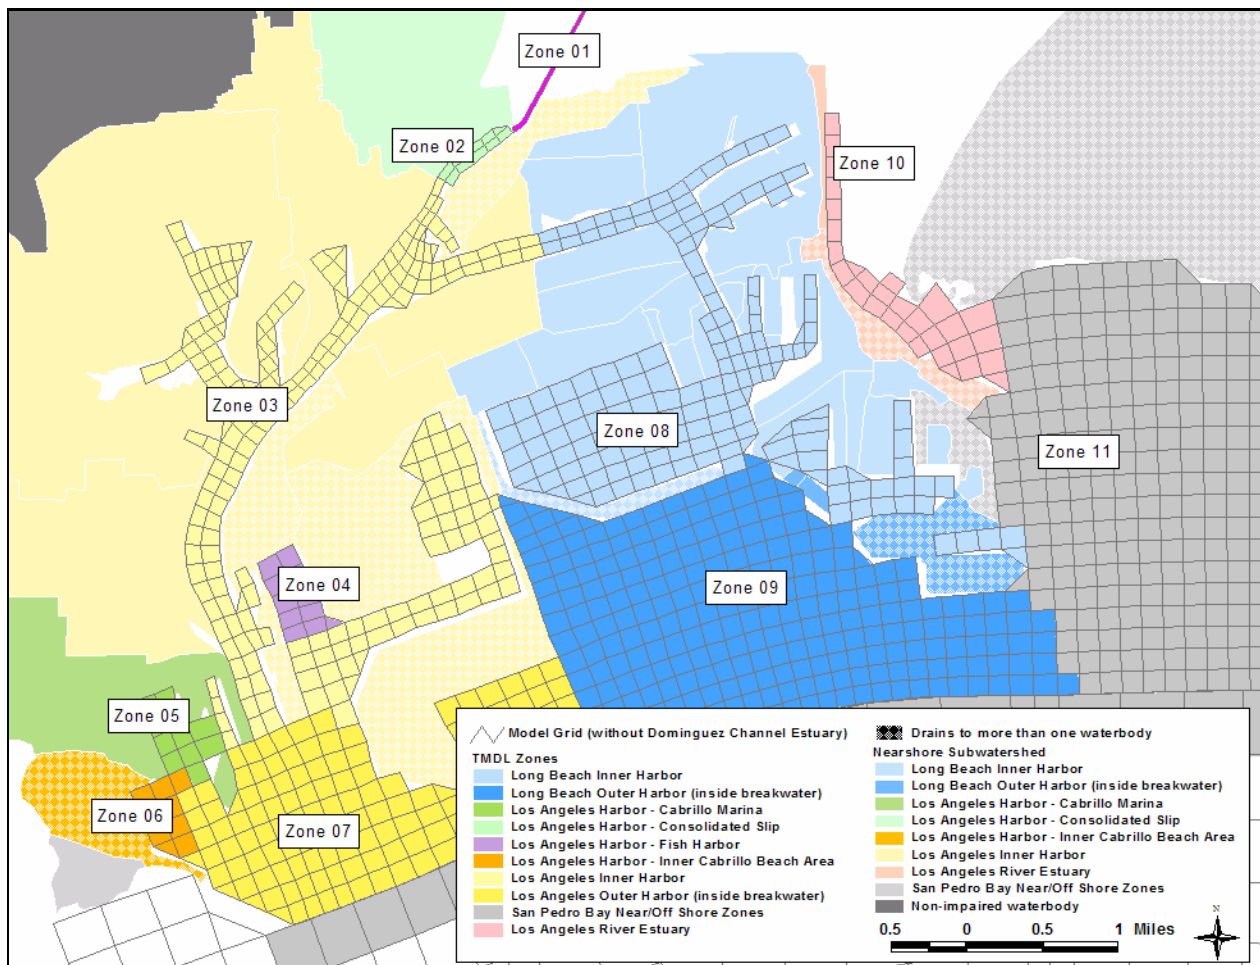 Zone 01
Zone 02
Zone 10
Zone 03
Zone 08
Zone 11
Zone 04
Zone 09
Zone 05
Zone 06
Zone 07
Model Grid (without Dominguez Channel Estuary)
TMDL Zones
Long Beach Inner Harbor
Long Beach Outer Harbor (inside breakwater)
Los Angeles Harbor - Cabrillo Marina
Los Angeles Harbor - Consolidated Slip
Los Angeles Harbor - Fish Harbor
Los Angeles Harbor - Inner Cabrillo Beach Area
Los Angeles Inner Harbor
Los Angeles Outer Harbor (inside breakwater)
San Pedro Bay Near/Off Shore Zones
Los Angeles River Estuary
Drains to more than one waterbody
Nearshore Subwatershed
Long Beach Inner Harbor
Long Beach Outer Harbor (inside breakwater)
Los Angeles Harbor - Cabrillo Marina
Los Angeles Harbor - Consolidated Slip
Los Angeles Harbor - Inner Cabrillo Beach Area
Los Angeles Inner Harbor
Los Angeles River Estuary
San Pedro Bay Near/Off Shore Zones
Non-impaired waterbody
0.5 0 0.5 1 Miles
N